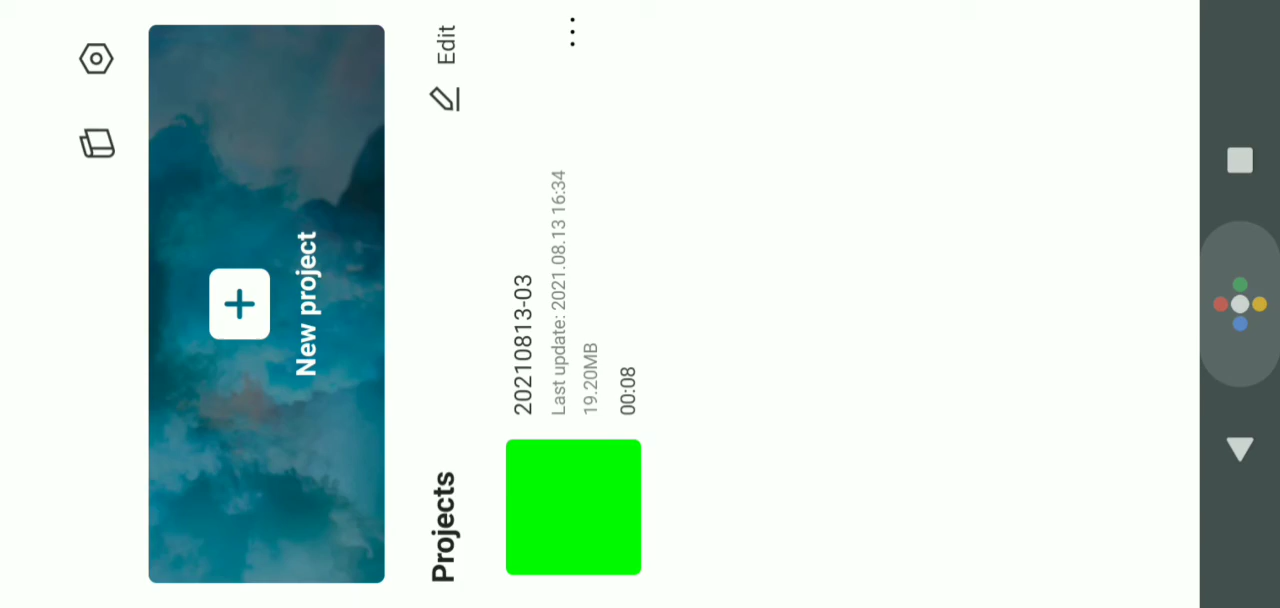 New project
Projects
Edit
20210813-03
Last update: 2021.08.13 16:34
19.20MB
00:08